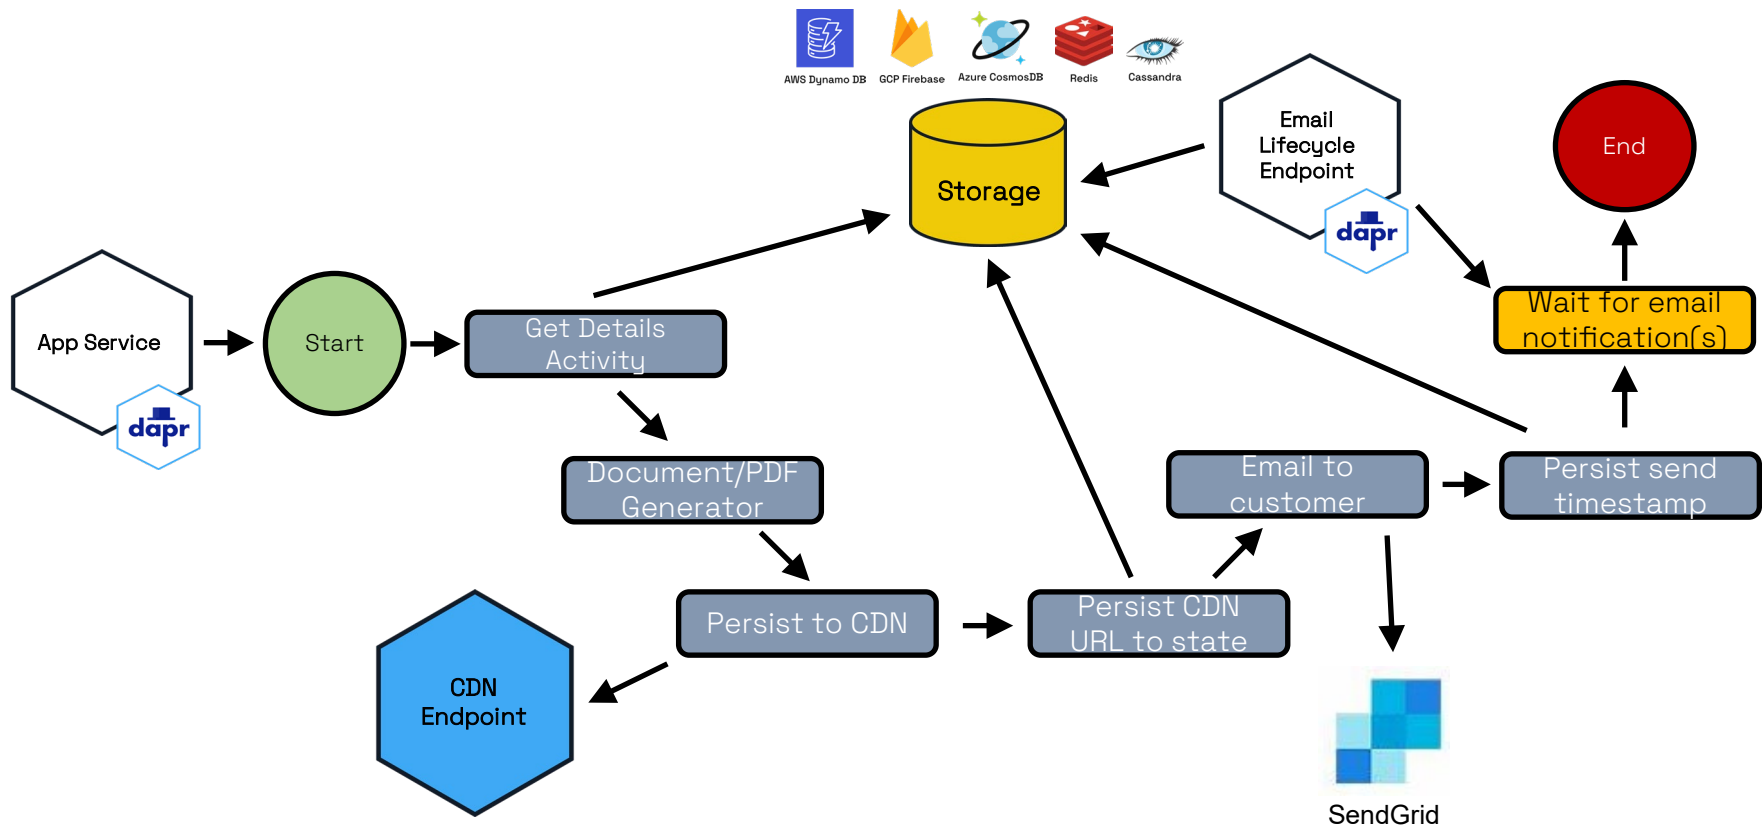 AWS Dynamo DB
GCP Firebase
Azure CosmosDB
Redis
Cassandra
Email
Lifecycle
Endpoint
dapr
End
Storage
Wait for email
notification(s)
App Service
dapr
Start
Get Details
Activity
Document/PDF
Generator
Email to
customer
Persist send
timestamp
Persist to CDN
Persist CDN
URL to state
CDN
Endpoint
SendGrid